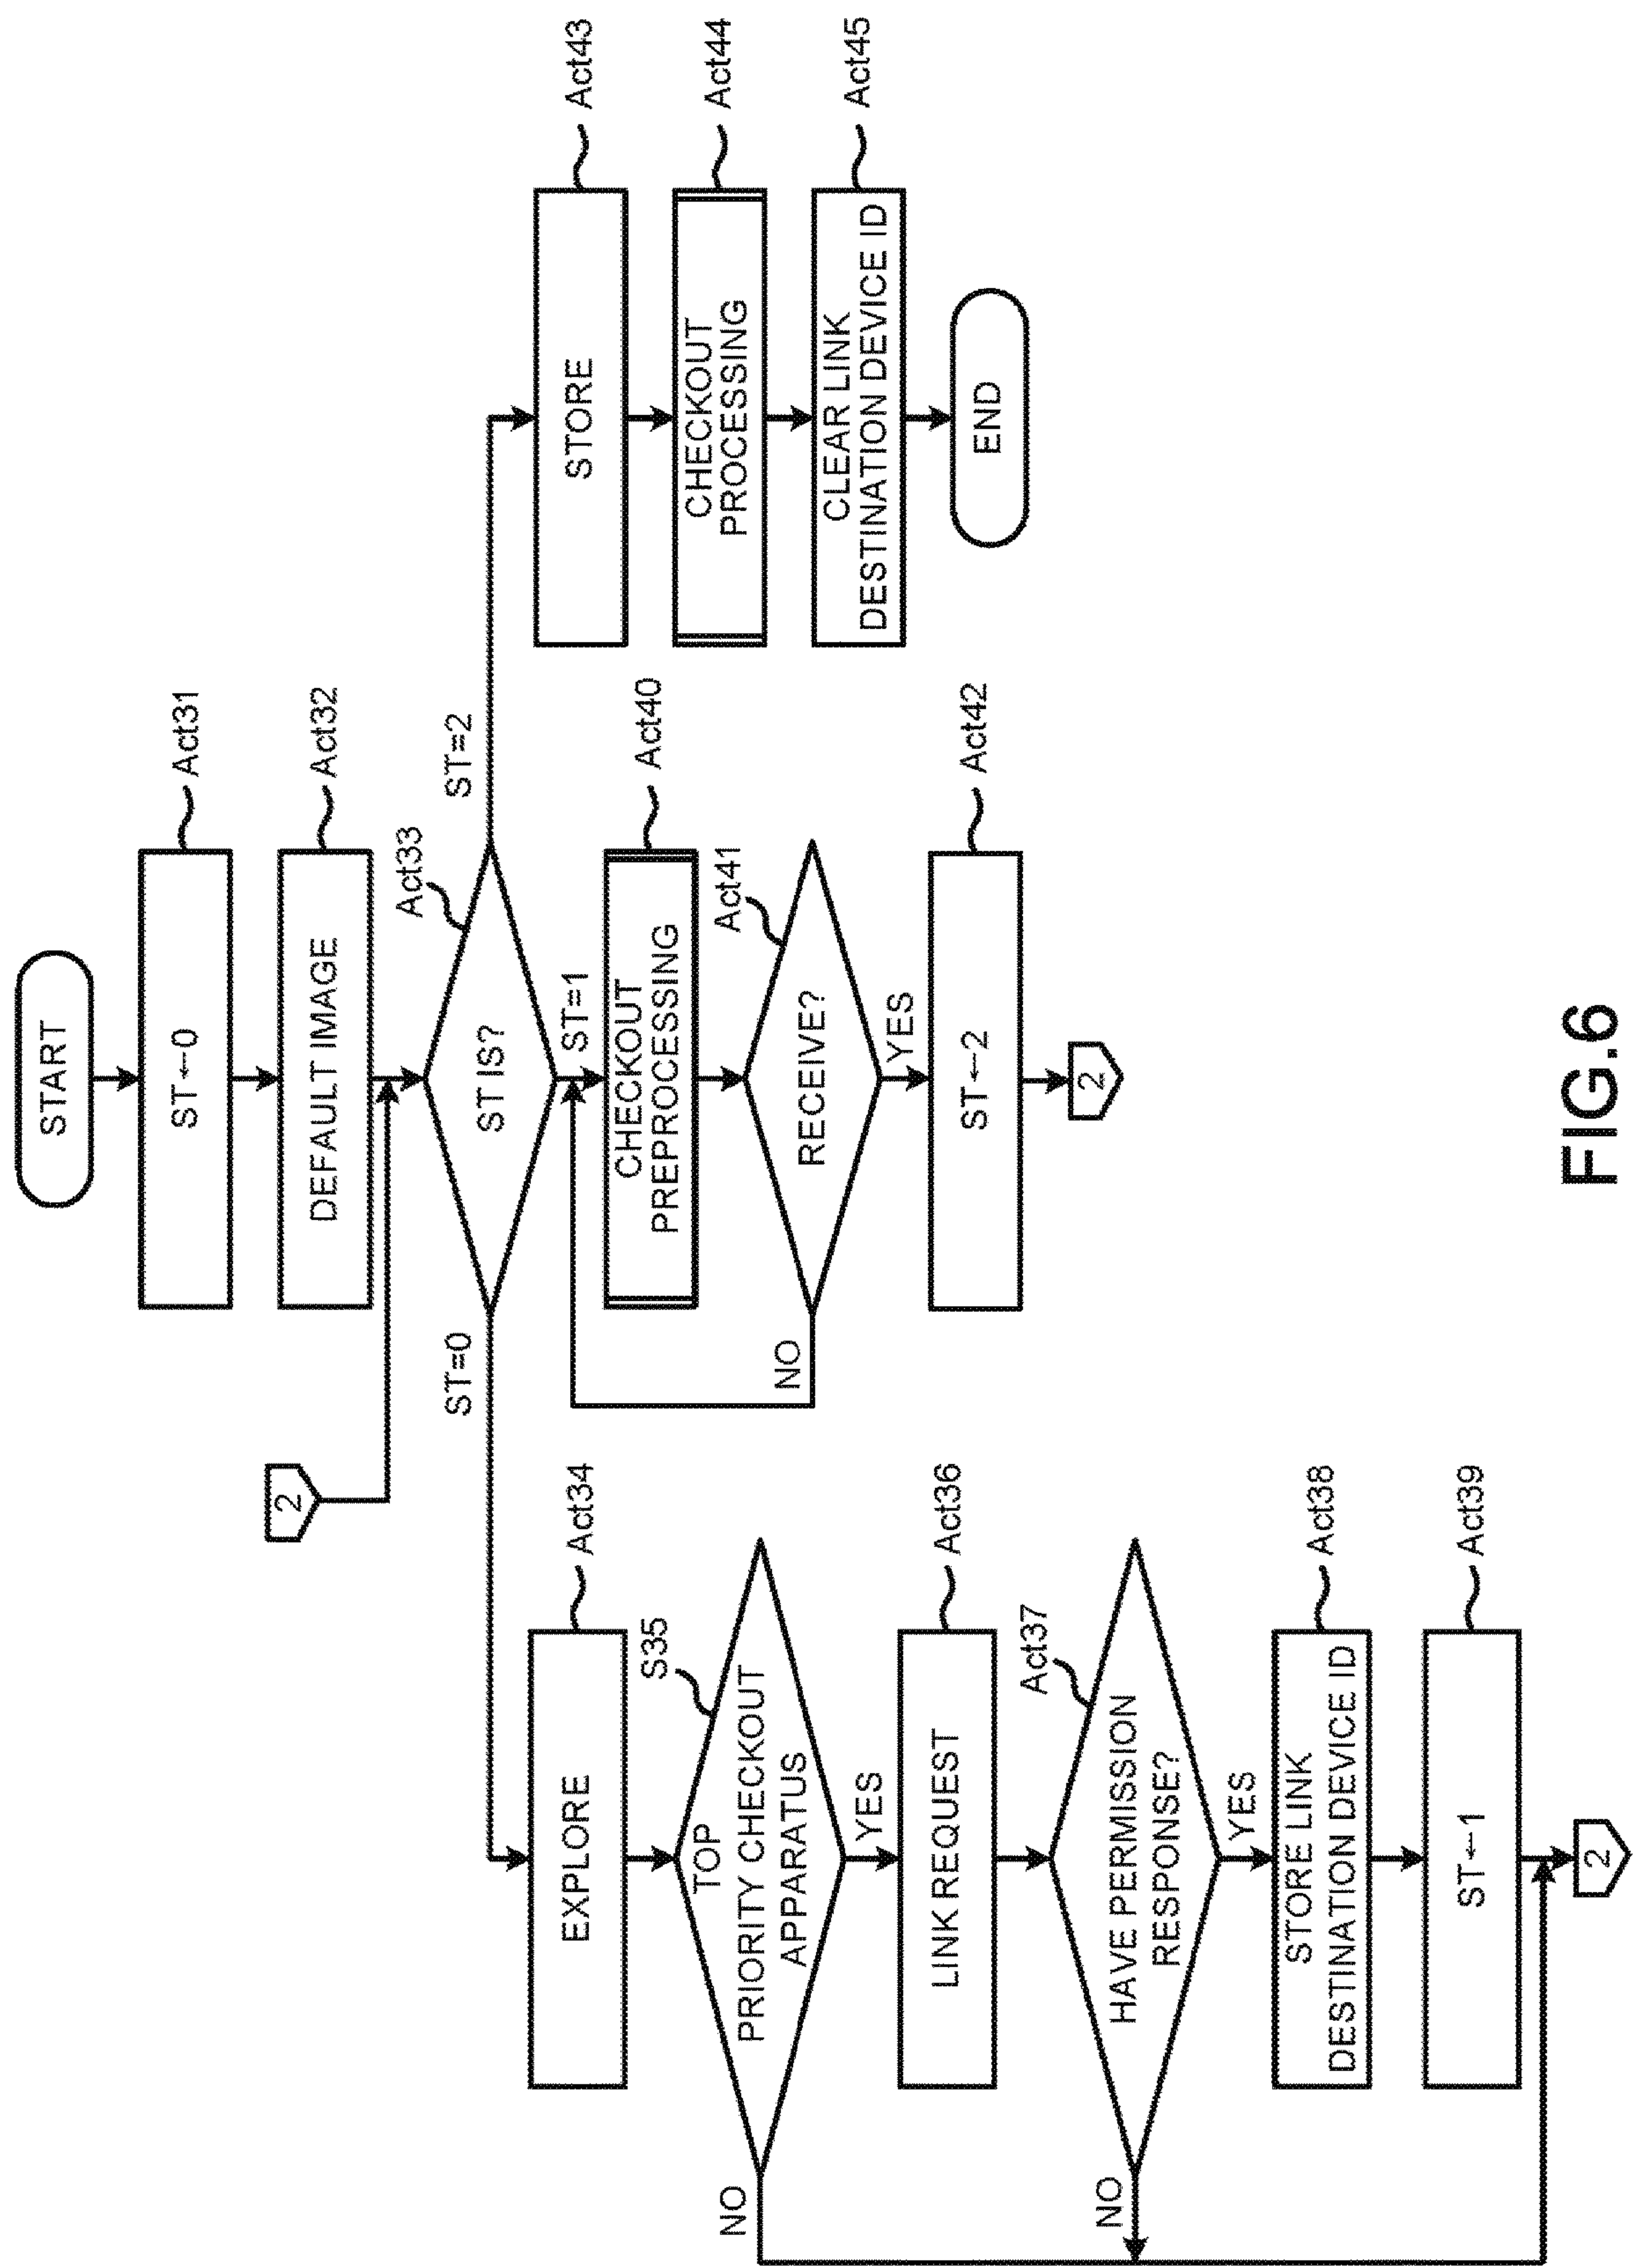 START
ST←0
Act31
DEFAULT IMAGE
Act32
2
Act33
ST IS?
ST=0
ST=1
ST=2
EXPLORE
Act34
S35
TOP
PRIORITY CHECKOUT
APPARATUS
NO
YES
LINK REQUEST
Act36
Act37
HAVE PERMISSION
RESPONSE?
NO
YES
STORE LINK
DESTINATION DEVICE ID
Act38
ST←1
Act39
2
CHECKOUT
PREPROCESSING
Act40
Act41
RECEIVE?
NO
YES
ST←2
Act42
2
STORE
Act43
CHECKOUT
PROCESSING
Act44
CLEAR LINK
DESTINATION DEVICE ID
Act45
END
FIG.6